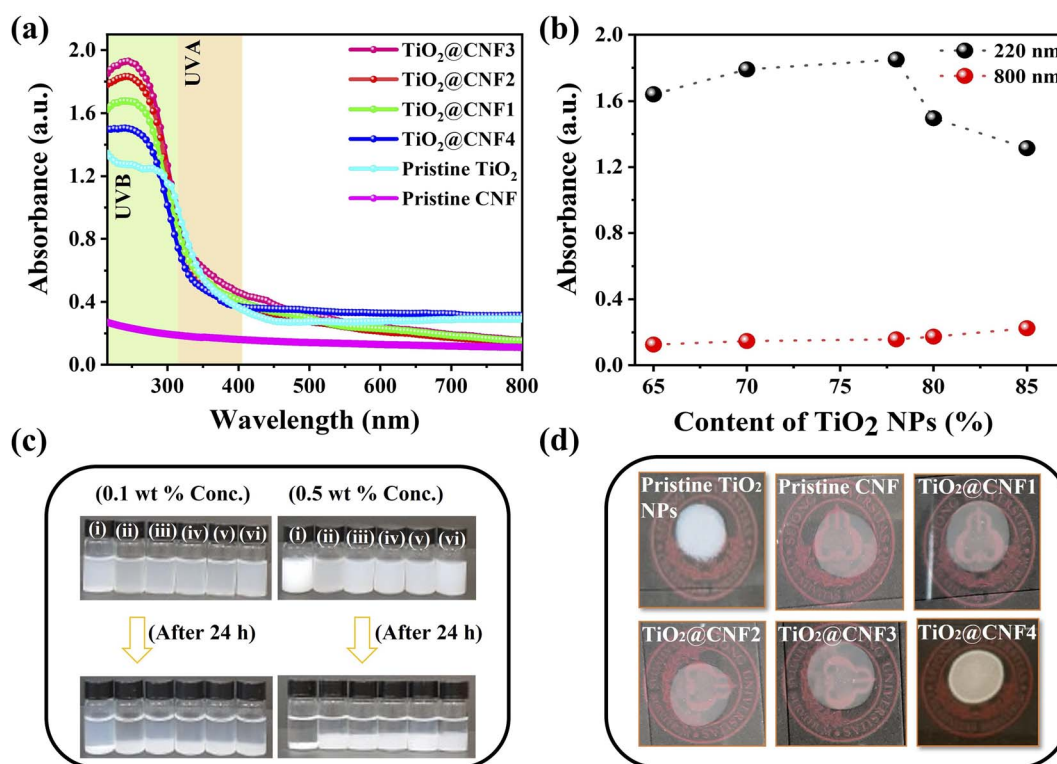 (a)
2.0
1.6
1.2
0.8
0.4
0.0
Absorbance (a.u.)
UVB
UVA
TiO₂@CNF3
TiO₂@CNF2
TiO₂@CNF1
TiO₂@CNF4
Pristine TiO₂
Pristine CNF
300 400 500 600 700 800
Wavelength (nm)
(b)
2.0
1.6
1.2
0.8
0.4
0.0
Absorbance (a.u.)
220 nm
800 nm
65 70 75 80 85
Content of TiO₂ NPs (%)
(c)
(0.1 wt % Conc.) (0.5 wt % Conc.)
(i) (ii) (iii) (iv) (v) (vi) (i) (ii) (iii) (iv) (v) (vi)
(After 24 h) (After 24 h)
(d)
Pristine TiO₂
NPs
Pristine CNF
TiO₂@CNF1
TiO₂@CNF2
TiO₂@CNF3
TiO₂@CNF4